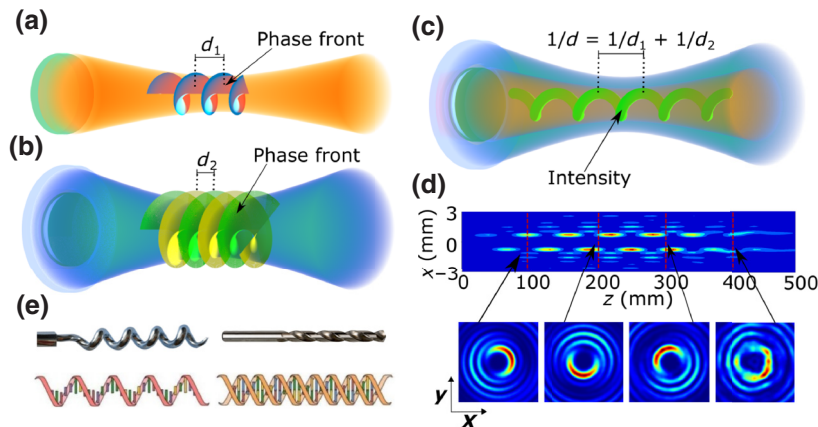 (a)
d₁
Phase front
(b)
d₂
Phase front
(c)
1/d = 1/d₁ + 1/d₂
Intensity
(d)
3
0
−3
x (mm)
0 100 200 300 400 500
z (mm)
y
x
(e)